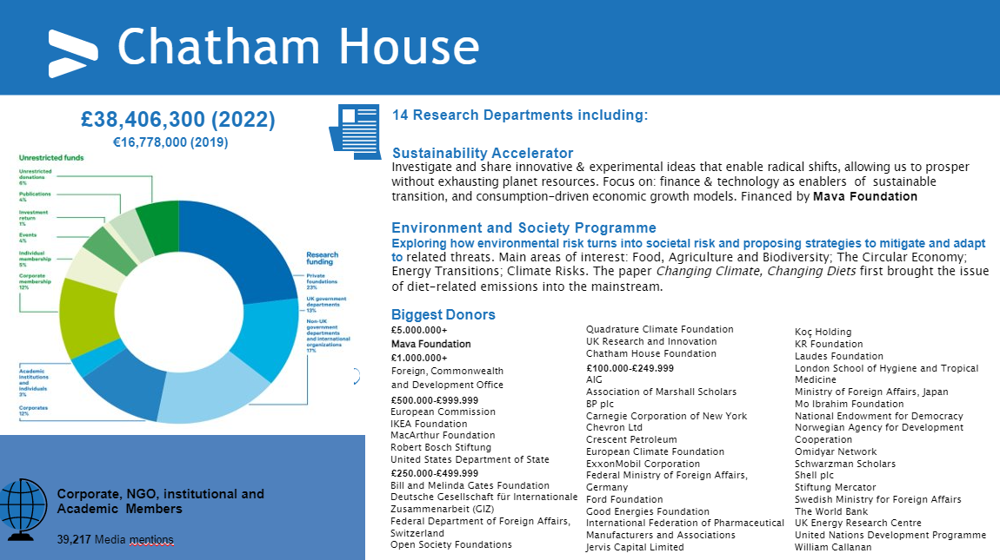 Chatham House
£38,406,300 (2022)
€16,778,000 (2019)
Unrestricted funds
Unrestricted
donations
6%
Publications
4%
Investment
return
1%
Events
4%
Individual
membership
5%
Corporate
membership
12%
Academic
institutions
and
individuals
3%
Corporates
12%
Research
funding
Private
foundations
23%
UK government
departments
13%
Non-UK
government
departments
and international
organizations
17%
Corporate, NGO, institutional and
Academic Members
39,217 Media mentions
14 Research Departments including:
Sustainability Accelerator
Investigate and share innovative & experimental ideas that enable radical shifts, allowing us to prosper
without exhausting planet resources. Focus on: finance & technology as enablers of sustainable
transition, and consumption-driven economic growth models. Financed by Mava Foundation
Environment and Society Programme
Exploring how environmental risk turns into societal risk and proposing strategies to mitigate and adapt
to related threats. Main areas of interest: Food, Agriculture and Biodiversity; The Circular Economy;
Energy Transitions; Climate Risks. The paper Changing Climate, Changing Diets first brought the issue
of diet-related emissions into the mainstream.
Biggest Donors
£5.000.000+
Mava Foundation
£1.000.000+
Foreign, Commonwealth
and Development Office
£500.000-£999.999
European Commission
IKEA Foundation
MacArthur Foundation
Robert Bosch Stiftung
United States Department of State
£250.000-£499.999
Bill and Melinda Gates Foundation
Deutsche Gesellschaft für Internationale
Zusammenarbeit (GIZ)
Federal Department of Foreign Affairs,
Switzerland
Open Society Foundations
Quadrature Climate Foundation
UK Research and Innovation
Chatham House Foundation
£100.000-£249.999
AIG
Association of Marshall Scholars
BP plc
Carnegie Corporation of New York
Chevron Ltd
Crescent Petroleum
European Climate Foundation
ExxonMobil Corporation
Federal Ministry of Foreign Affairs,
Germany
Ford Foundation
Good Energies Foundation
International Federation of Pharmaceutical
Manufacturers and Associations
Jervis Capital Limited
Koç Holding
KR Foundation
Laudes Foundation
London School of Hygiene and Tropical
Medicine
Ministry of Foreign Affairs, Japan
Mo Ibrahim Foundation
National Endowment for Democracy
Norwegian Agency for Development
Cooperation
Omidyar Network
Schwarzman Scholars
Shell plc
Stiftung Mercator
Swedish Ministry for Foreign Affairs
The World Bank
UK Energy Research Centre
United Nations Development Programme
William Callanan